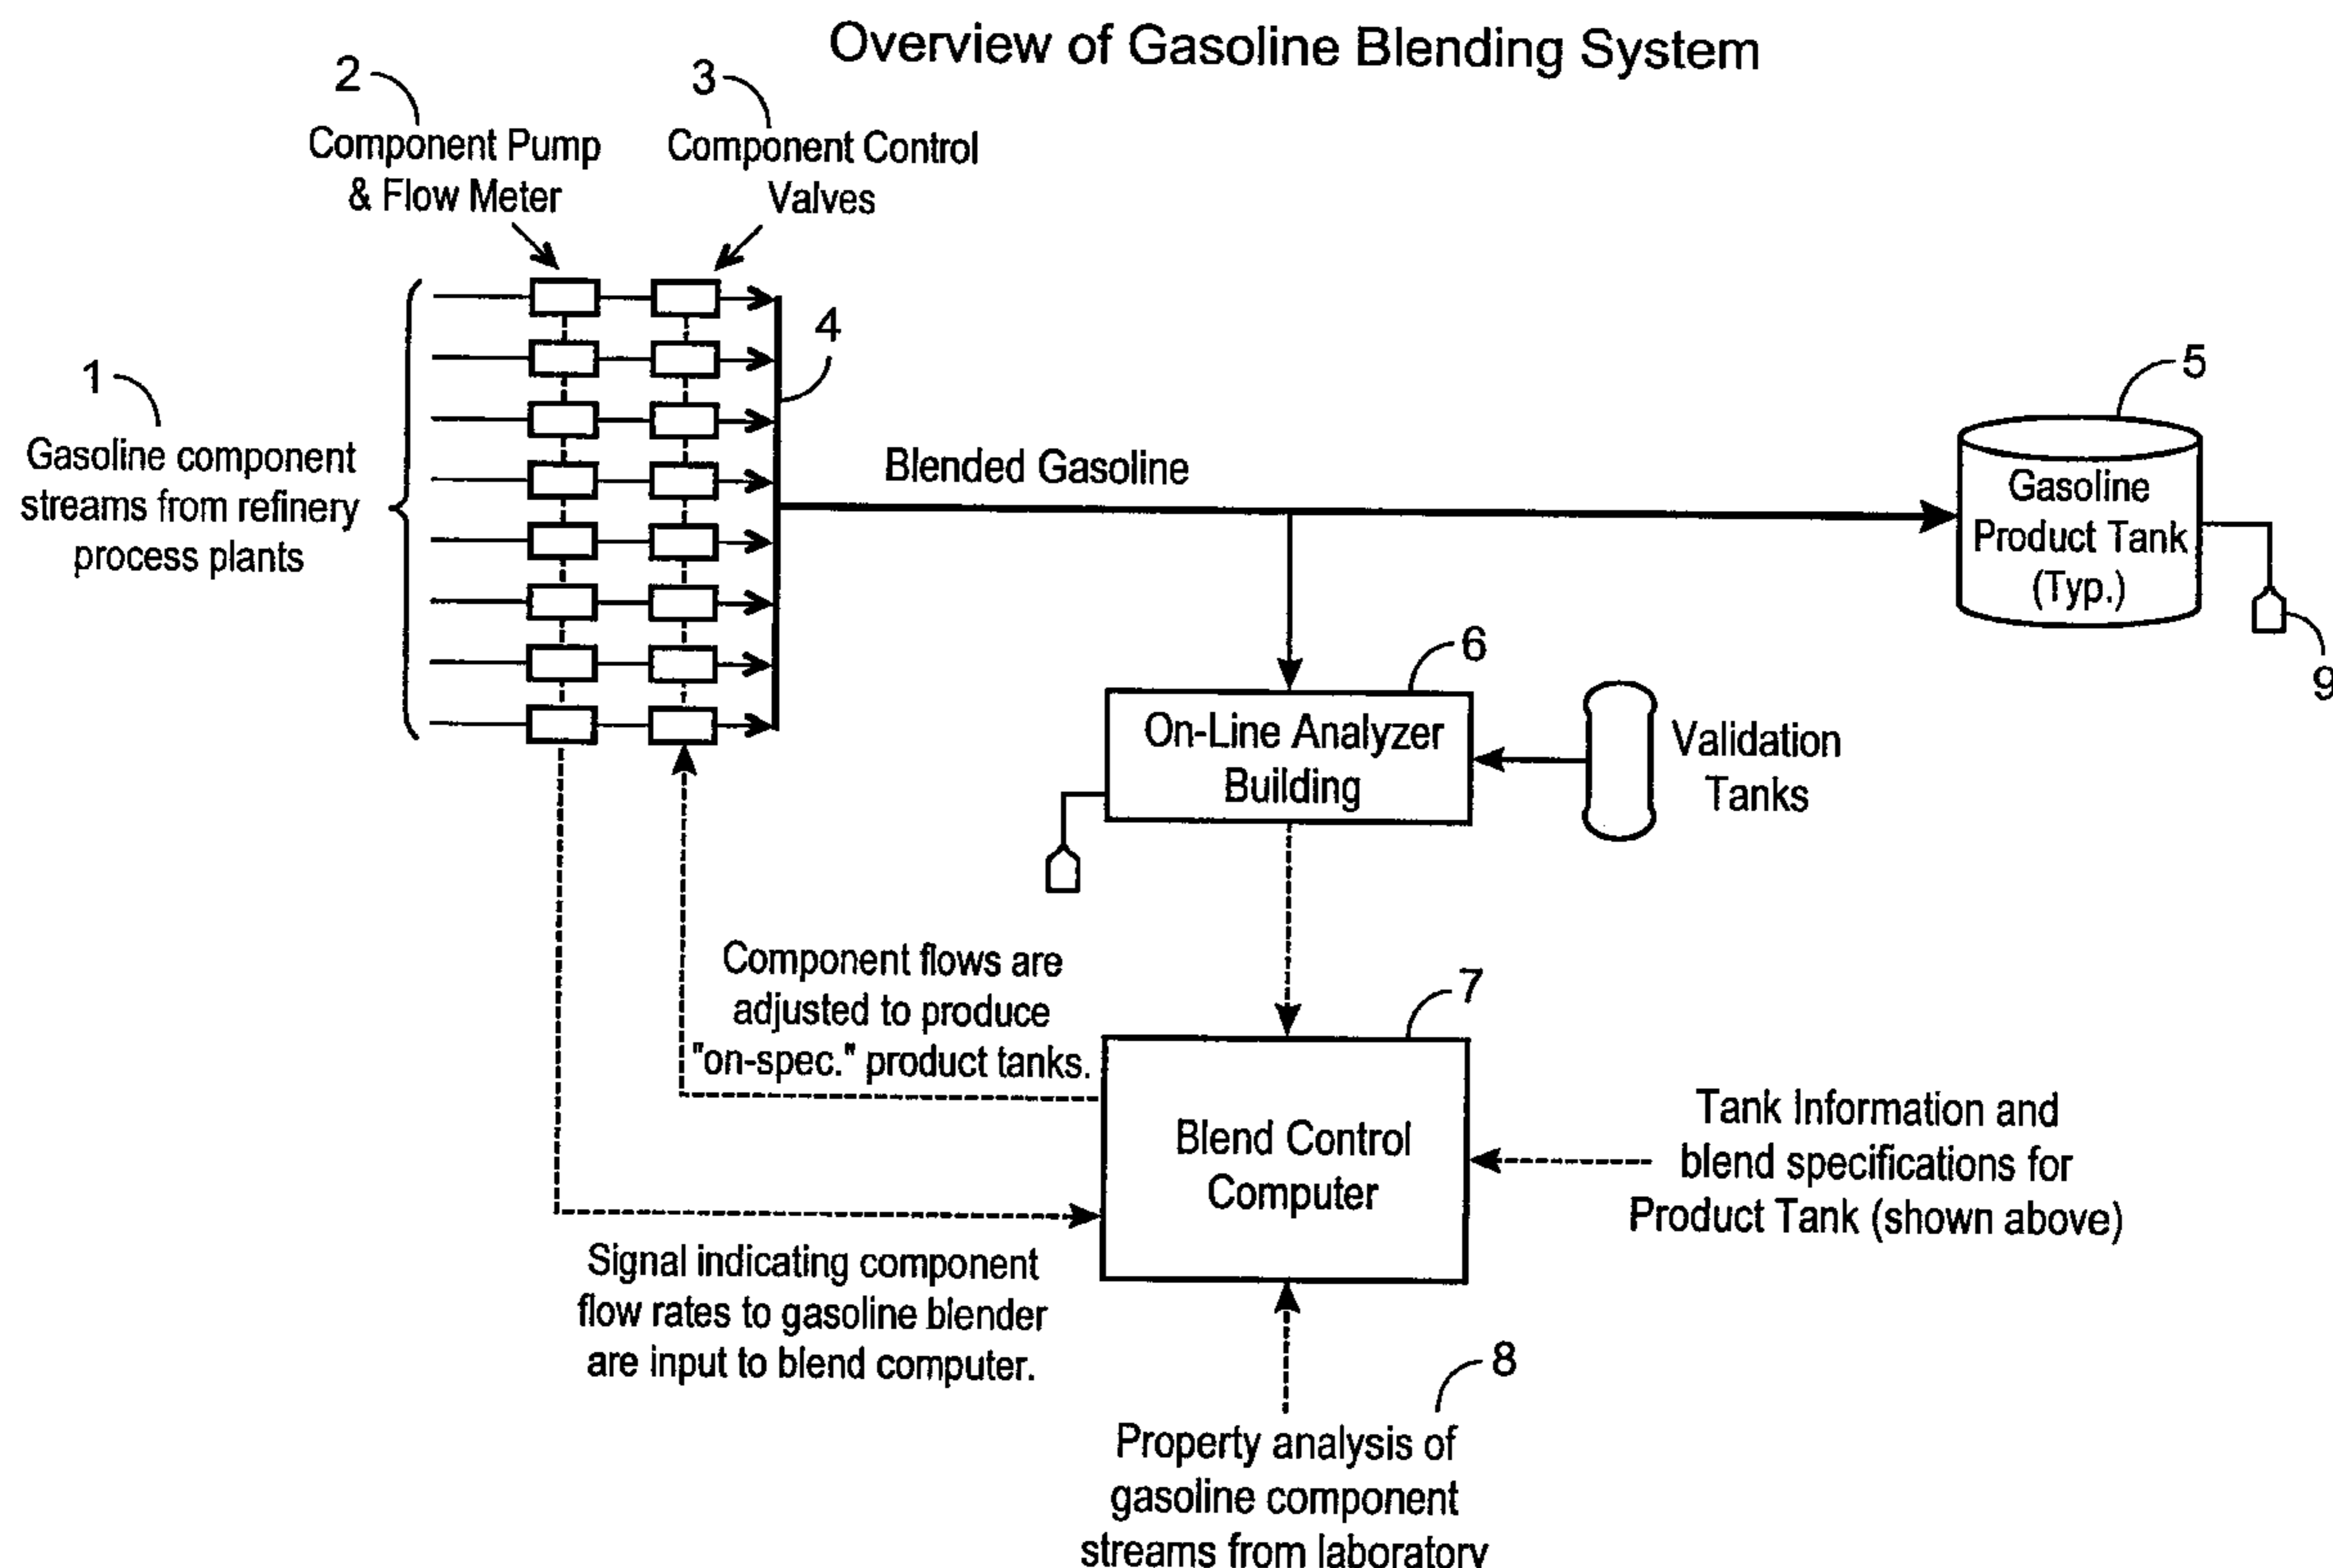 Overview of Gasoline Blending System
2
3
Component Pump
& Flow Meter
Component Control
Valves
4
1
Gasoline component
streams from refinery
process plants
Blended Gasoline
5
Gasoline
Product Tank
(Typ.)
9
6
On-Line Analyzer
Building
Validation
Tanks
Component flows are
adjusted to produce
"on-spec." product tanks.
7
Blend Control
Computer
Tank Information and
blend specifications for
Product Tank (shown above)
Signal indicating component
flow rates to gasoline blender
are input to blend computer.
8
Property analysis of
gasoline component
streams from laboratory